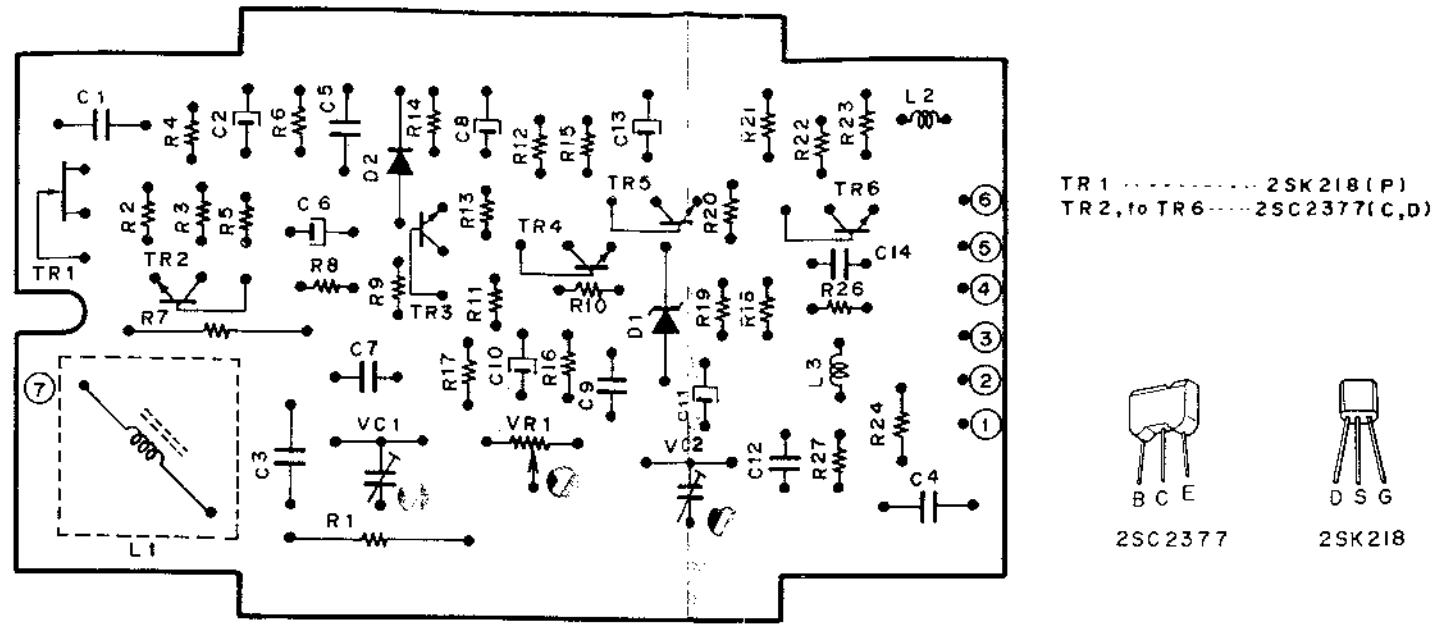 C1
R4
C2
R6
C5
R14
D2
C8
R12
R15
C13
R21
R22
R23
L2
TR1
R2
R3
R5
C6
R13
TR5
R20
TR6
TR2
R8
R9
TR3
R11
TR4
R10
D1
R19
C14
R26
R7
C7
R17
C10
R16
C9
C11
L3
R24
7
C3
VC1
VR1
VC2
C12
R27
C4
R1
L1
6
5
4
3
2
1
TR1 ............ 2SK218(P)
TR2, to TR6 .... 2SC2377(C,D)
B C E
2SC2377
D S G
2SK218